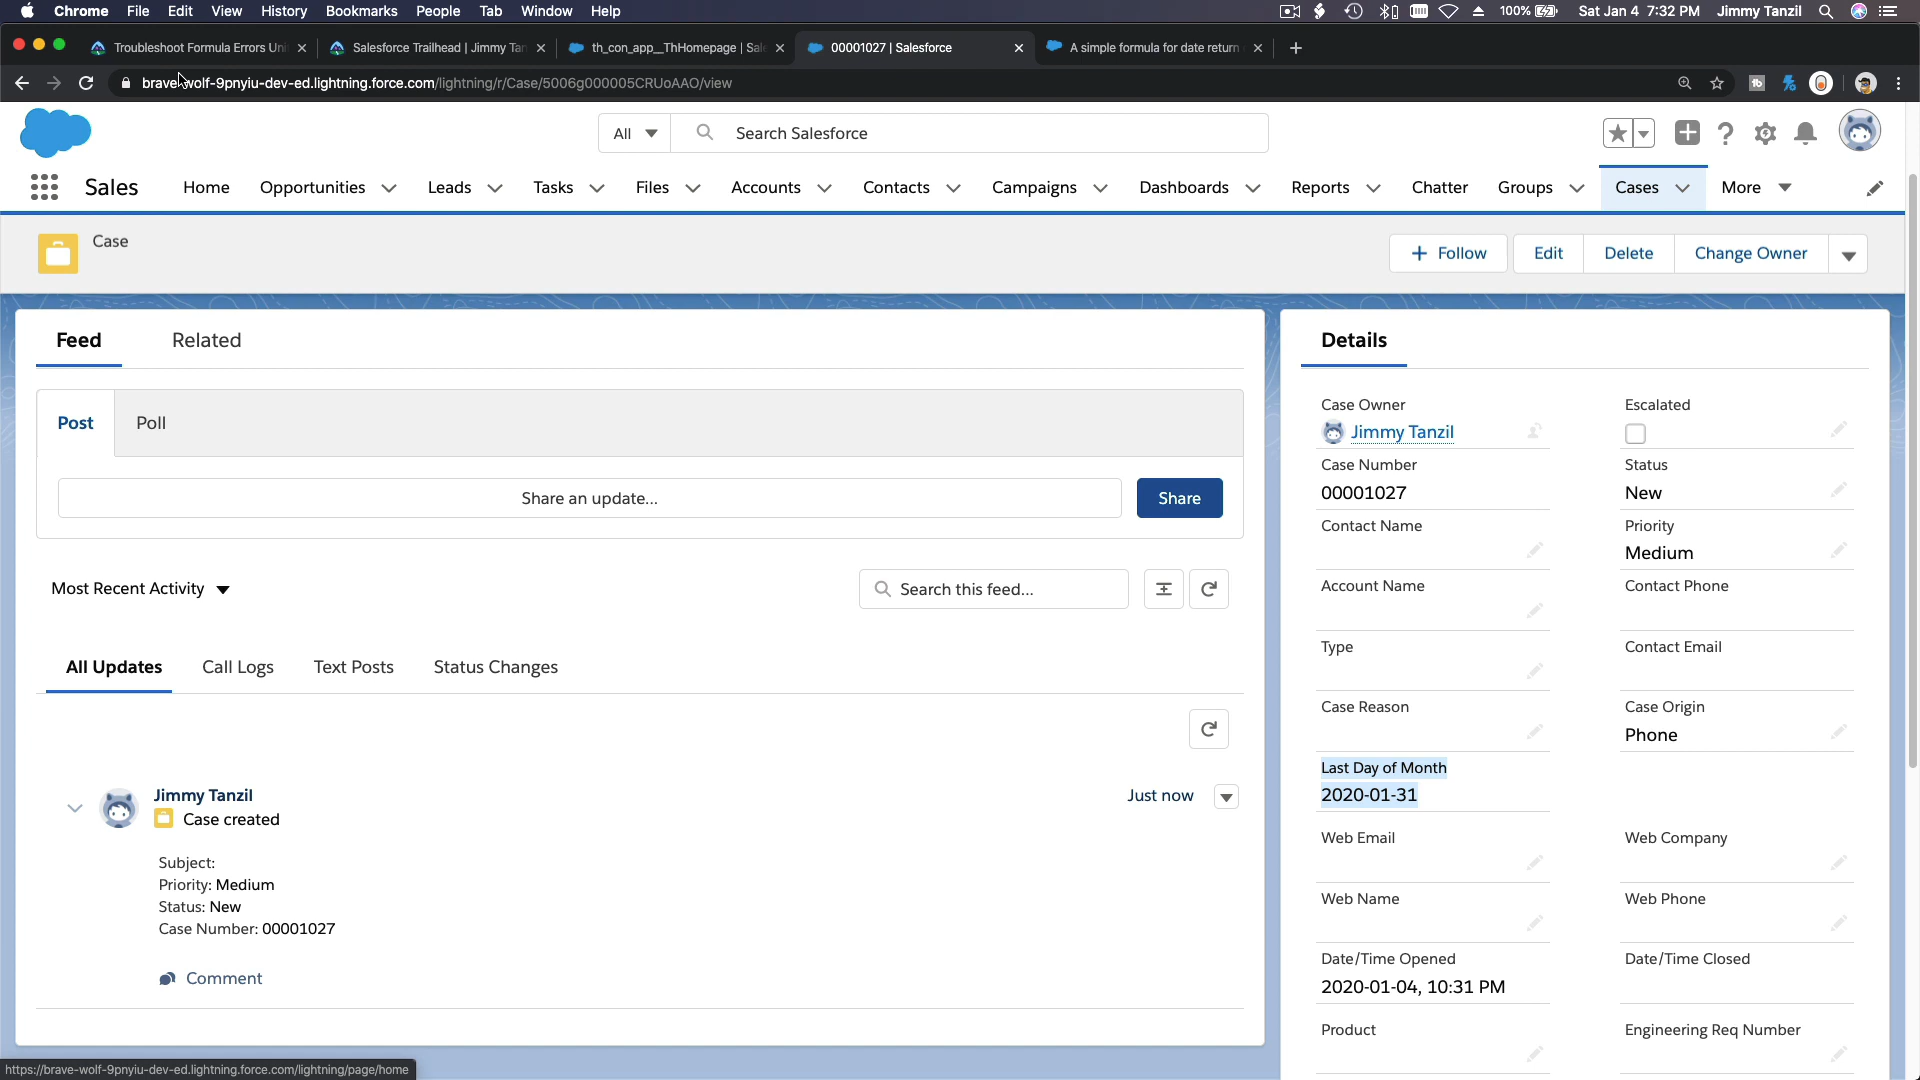 Chrome File Edit View History Bookmarks People Tab Window Help 100% Sat Jan 4 7:32 PM Jimmy Tanzil
Troubleshoot Formula Errors Uni Salesforce Trailhead | Jimmy Tan th_con_app__ThHomepage | Sal 00001027 | Salesforce A simple formula for date return
brave-wolf-9pnyiu-dev-ed.lightning.force.com/lightning/r/Case/5006g000005CRUoAAO/view
All Search Salesforce
Sales Home Opportunities Leads Tasks Files Accounts Contacts Campaigns Dashboards Reports Chatter Groups Cases More
Case
+ Follow Edit Delete Change Owner
Feed Related
Post Poll
Share an update... Share
Most Recent Activity Search this feed...
All Updates Call Logs Text Posts Status Changes
Jimmy Tanzil Just now
Case created
Subject:
Priority: Medium
Status: New
Case Number: 00001027
Comment
Details
Case Owner Escalated
Jimmy Tanzil
Case Number Status
00001027 New
Contact Name Priority
Medium
Account Name Contact Phone
Type Contact Email
Case Reason Case Origin
Phone
Last Day of Month
2020-01-31
Web Email Web Company
Web Name Web Phone
Date/Time Opened Date/Time Closed
2020-01-04, 10:31 PM
Product Engineering Req Number
https://brave-wolf-9pnyiu-dev-ed.lightning.force.com/lightning/page/home